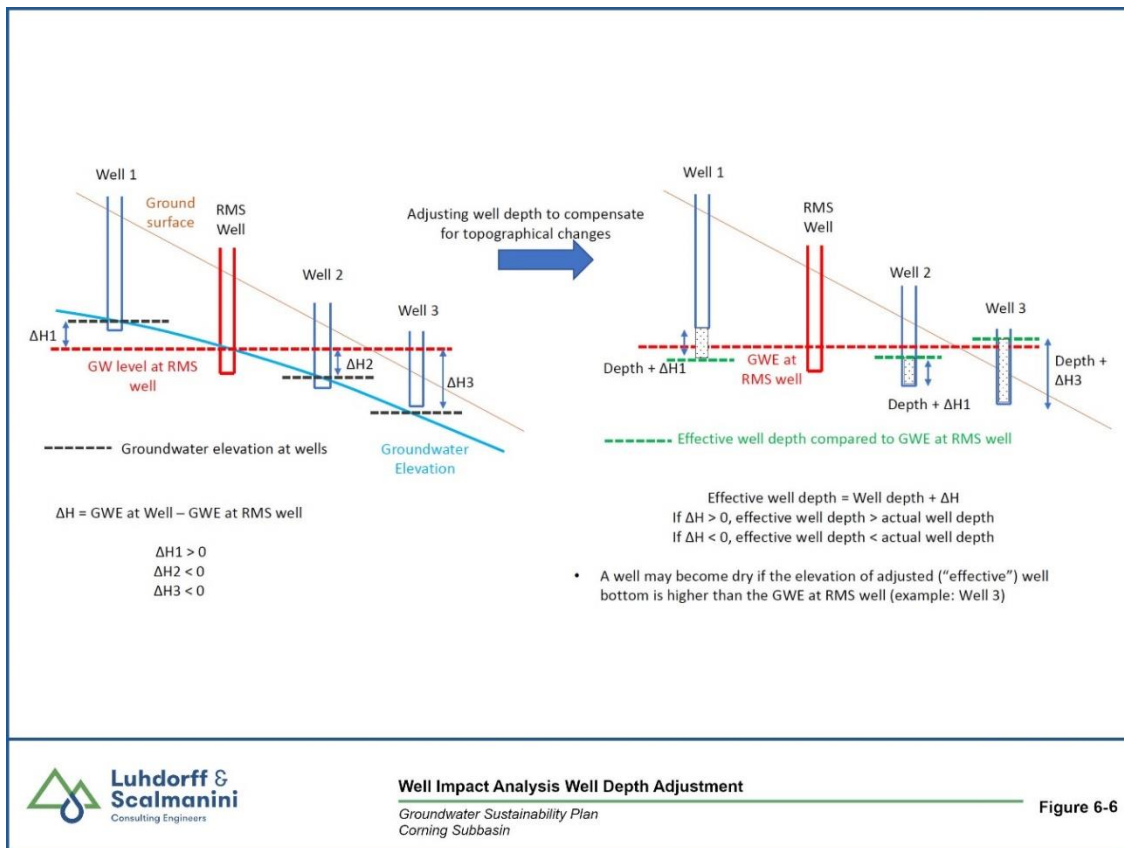 Well 1
Ground
surface
RMS
Well
Well 2
Well 3
ΔH1
GW level at RMS
well
ΔH2
ΔH3
Groundwater elevation at wells
Groundwater
Elevation
ΔH = GWE at Well – GWE at RMS well
ΔH1 > 0
ΔH2 < 0
ΔH3 < 0
Adjusting well depth to compensate
for topographical changes
Well 1
RMS
Well
Well 2
Well 3
Depth + ΔH1
GWE at
RMS well
Depth + ΔH1
Depth +
ΔH3
Effective well depth compared to GWE at RMS well
Effective well depth = Well depth + ΔH
If ΔH > 0, effective well depth > actual well depth
If ΔH < 0, effective well depth < actual well depth
• A well may become dry if the elevation of adjusted (“effective”) well
bottom is higher than the GWE at RMS well (example: Well 3)
Luhdorff &
Scalmanini
Consulting Engineers
Well Impact Analysis Well Depth Adjustment
Groundwater Sustainability Plan
Corning Subbasin
Figure 6-6